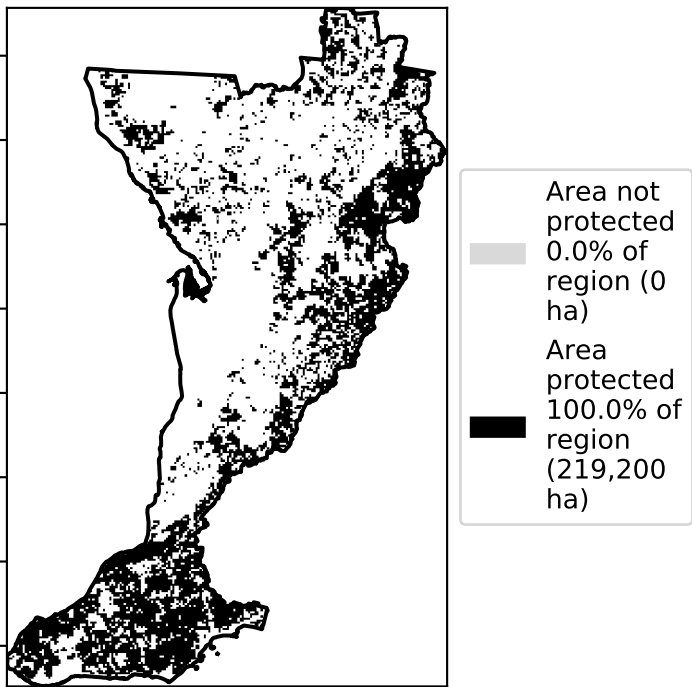 Area not
protected
0.0% of
region (0
ha)
Area
protected
100.0% of
region
(219,200
ha)